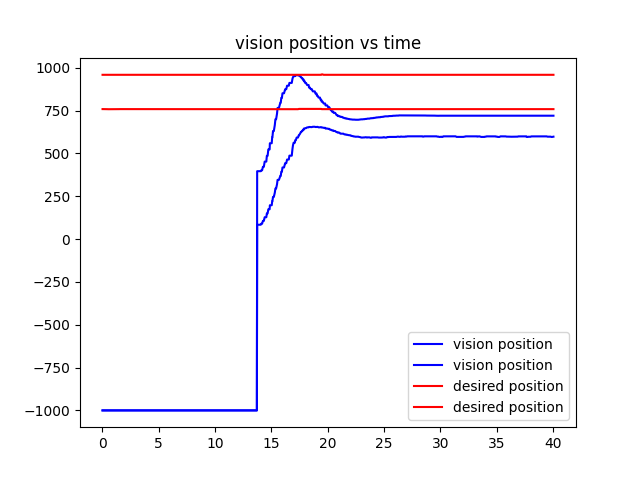 vision position vs time
1000
750
500
250
0
−250
−500
−750
−1000
0 5 10 15 20 25 30 35 40
vision position
vision position
desired position
desired position